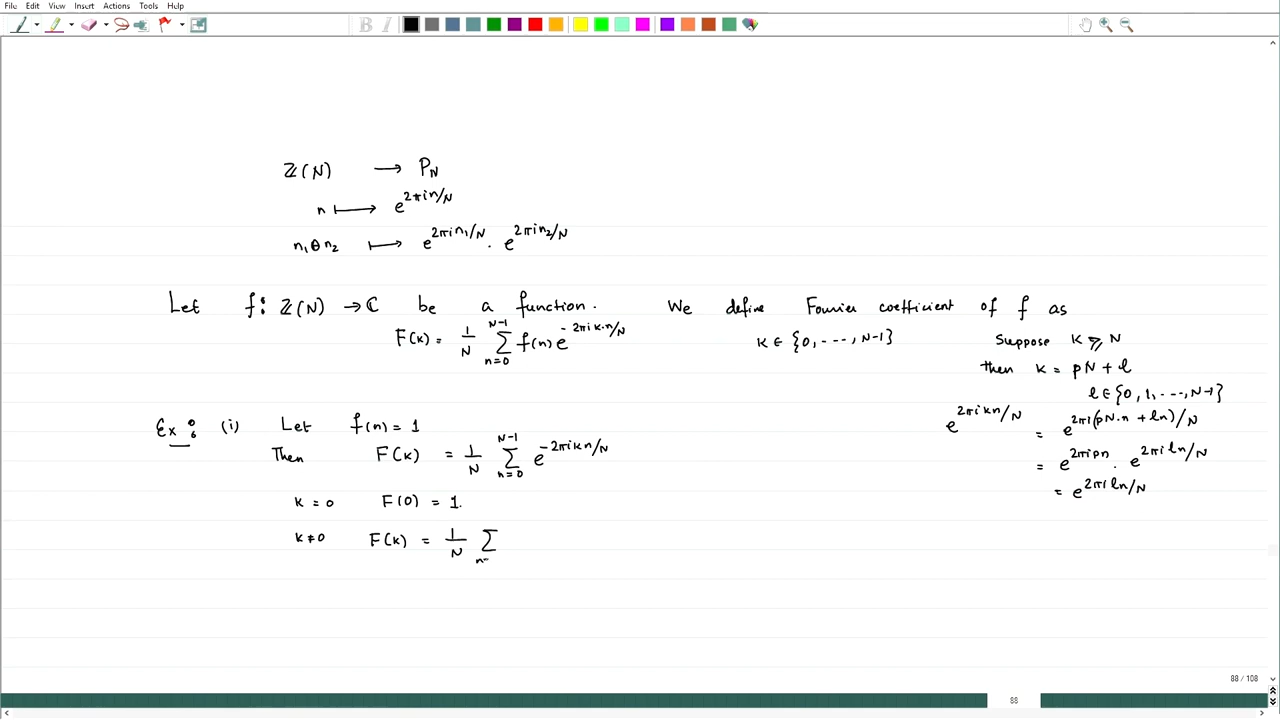 File Edit View Insert Actions Tools Help
ℤ(N) → P_N
n ↦ e^{2πin/N}
n₁⊕n₂ ↦ e^{2πin₁/N} · e^{2πin₂/N}
Let f: ℤ(N) → ℂ be a function. We define Fourier coefficient of f as
F(k) = 1/N ∑_{n=0}^{N-1} f(n) e^{-2πik·n/N} k ∈ {0, ---, N-1}
Suppose k ≥ N
then k = pN + l
l ∈ {0, 1, ---, N-1}
e^{2πikn/N} = e^{2πi(pN·n + ln)/N}
= e^{2πipn} · e^{2πiln/N}
= e^{2πiln/N}
Ex: (i) Let f(n) = 1
Then F(k) = 1/N ∑_{n=0}^{N-1} e^{-2πikn/N}
k = 0 F(0) = 1.
k ≠ 0 F(k) = 1/N ∑_{n=}
88 / 108
88